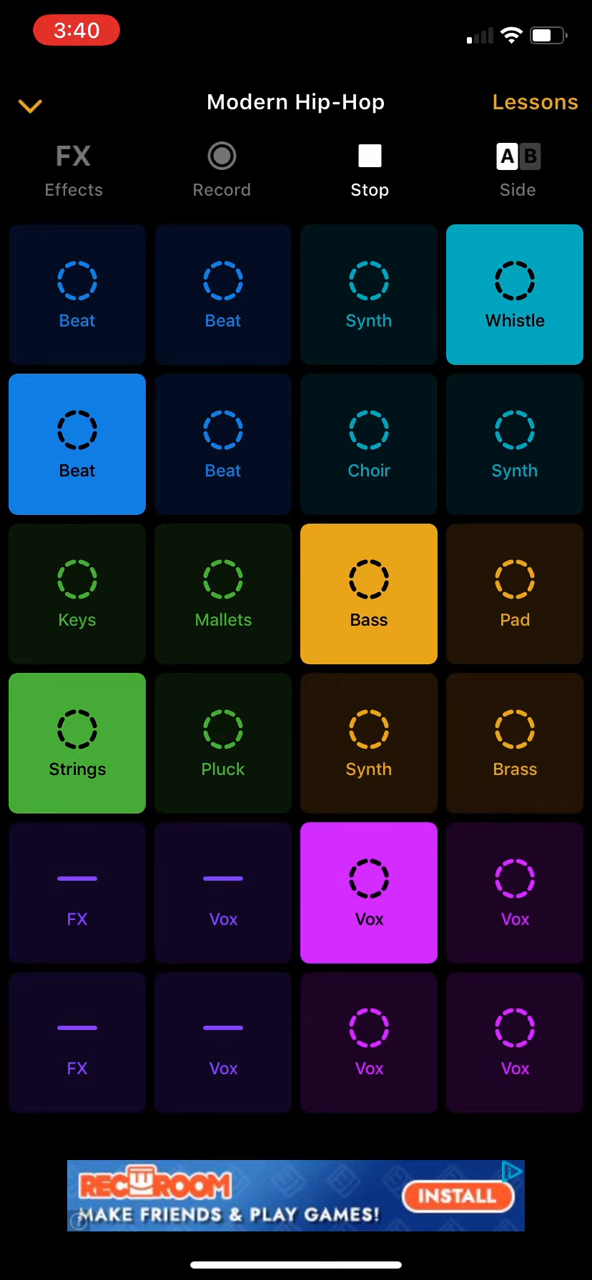 3:40
Modern Hip-Hop
Lessons
FX
A B
Effects
Record
Stop
Side
Beat
Beat
Synth
Whistle
Beat
Beat
Choir
Synth
Keys
Mallets
Bass
Pad
Strings
Pluck
Synth
Brass
FX
Vox
Vox
Vox
FX
Vox
Vox
Vox
REC ROOM
MAKE FRIENDS & PLAY GAMES!
INSTALL